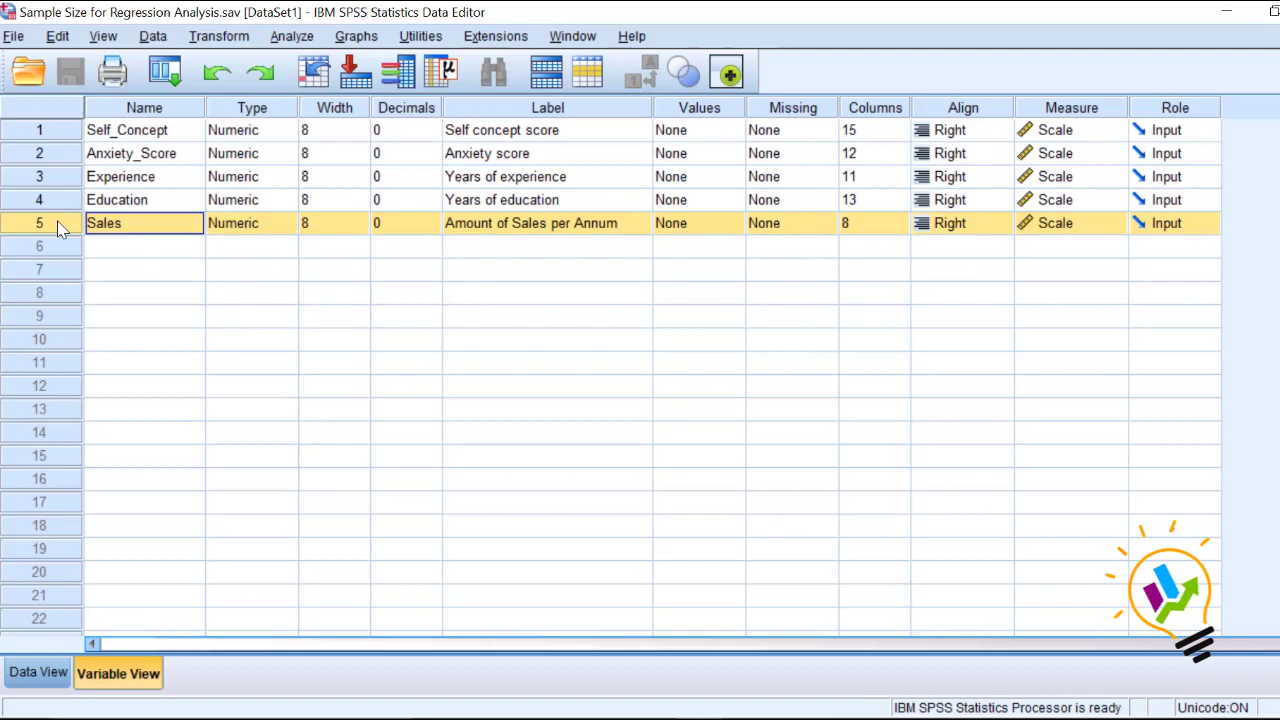 Sample Size for Regression Analysis.sav [DataSet1] - IBM SPSS Statistics Data Editor
File Edit View Data Transform Analyze Graphs Utilities Extensions Window Help
Name Type Width Decimals Label Values Missing Columns Align Measure Role
1 Self_Concept Numeric 8 0 Self concept score None None 15 Right Scale Input
2 Anxiety_Score Numeric 8 0 Anxiety score None None 12 Right Scale Input
3 Experience Numeric 8 0 Years of experience None None 11 Right Scale Input
4 Education Numeric 8 0 Years of education None None 13 Right Scale Input
5 Sales Numeric 8 0 Amount of Sales per Annum None None 8 Right Scale Input
6
7
8
9
10
11
12
13
14
15
16
17
18
19
20
21
22
Data View Variable View
IBM SPSS Statistics Processor is ready Unicode:ON